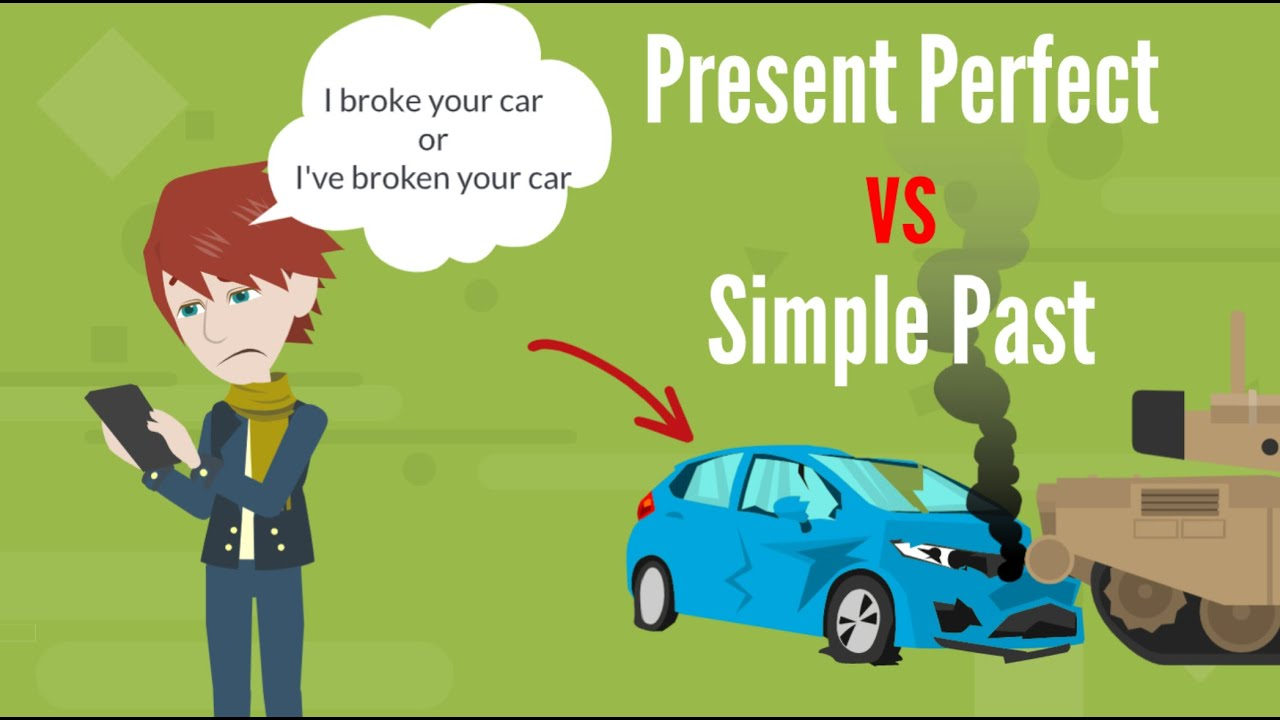 I broke your car
or
I've broken your car
Present Perfect
vs
Simple Past